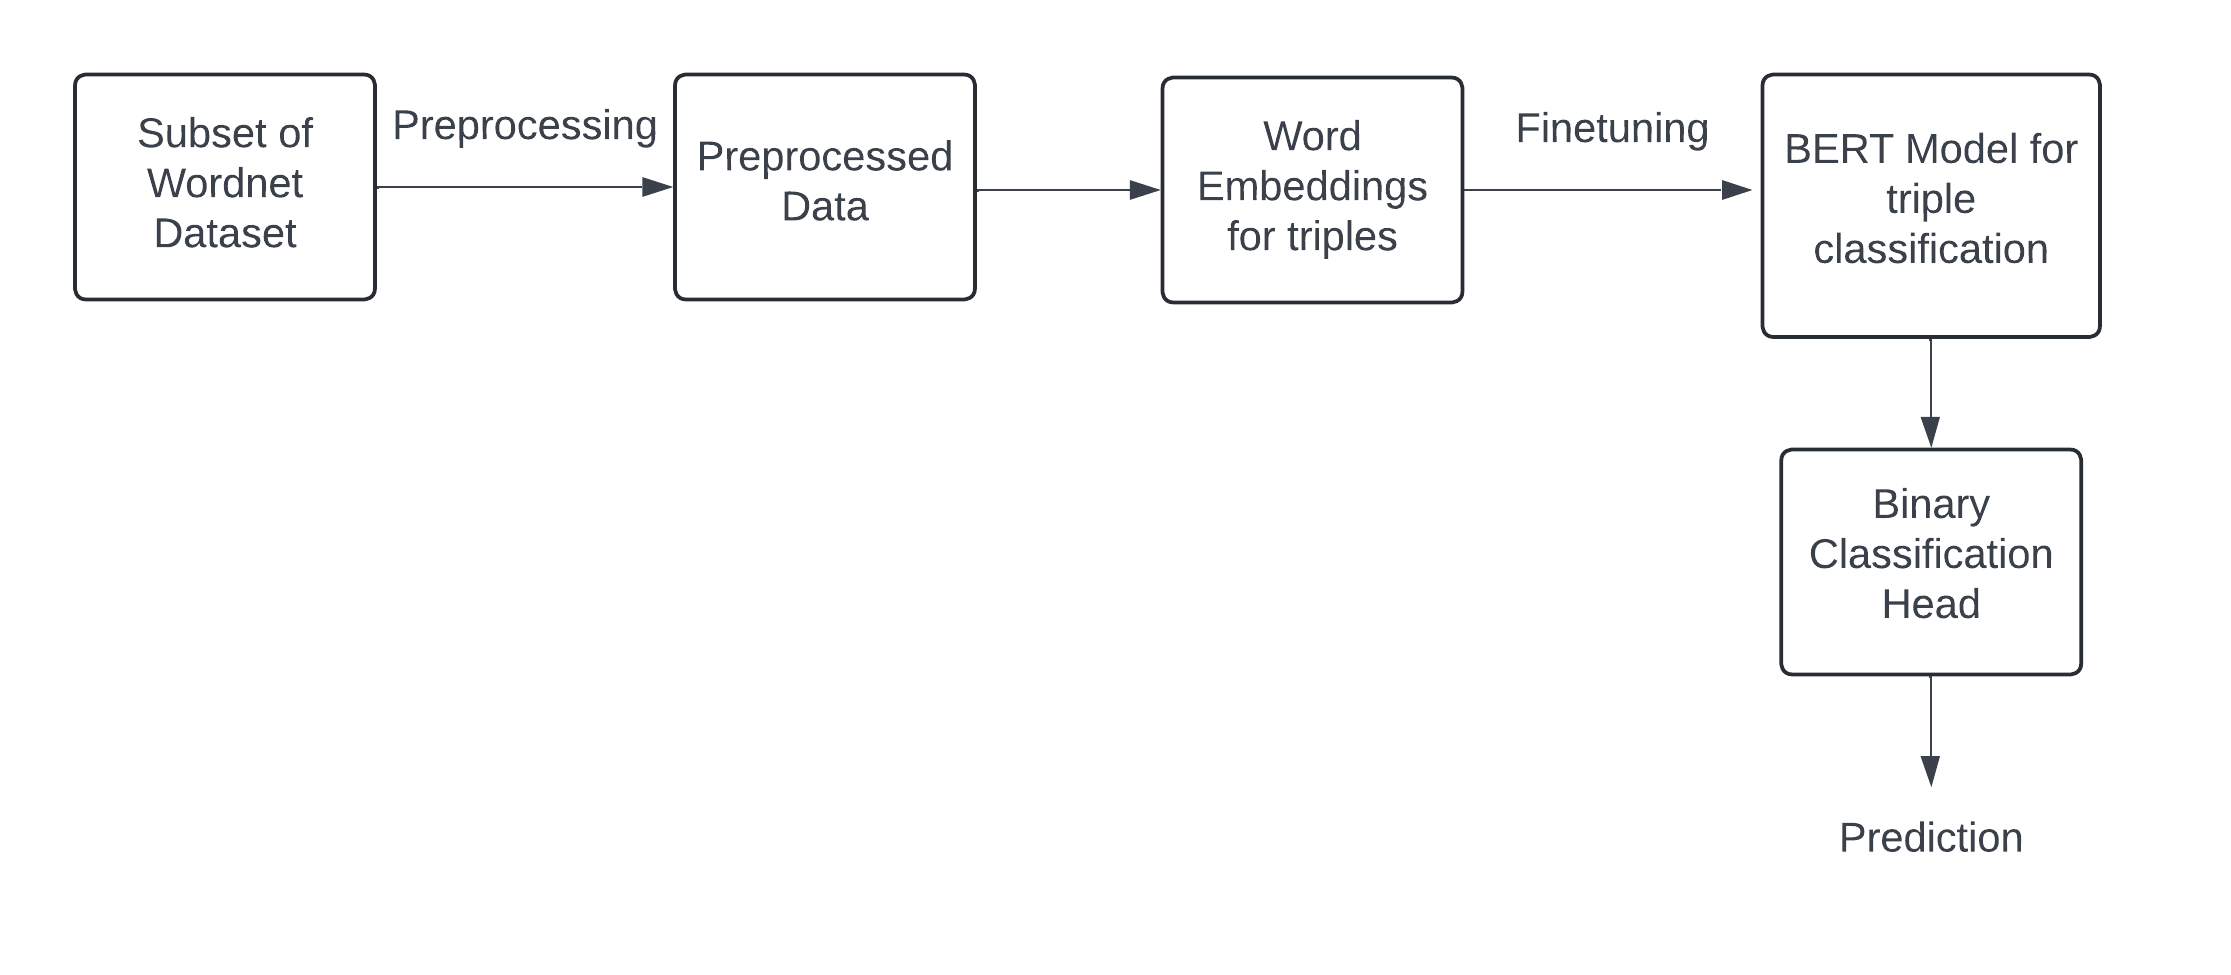 Subset of
Wordnet
Dataset
Preprocessing
Preprocessed
Data
Word
Embeddings
for triples
Finetuning
BERT Model for
triple
classification
Binary
Classification
Head
Prediction